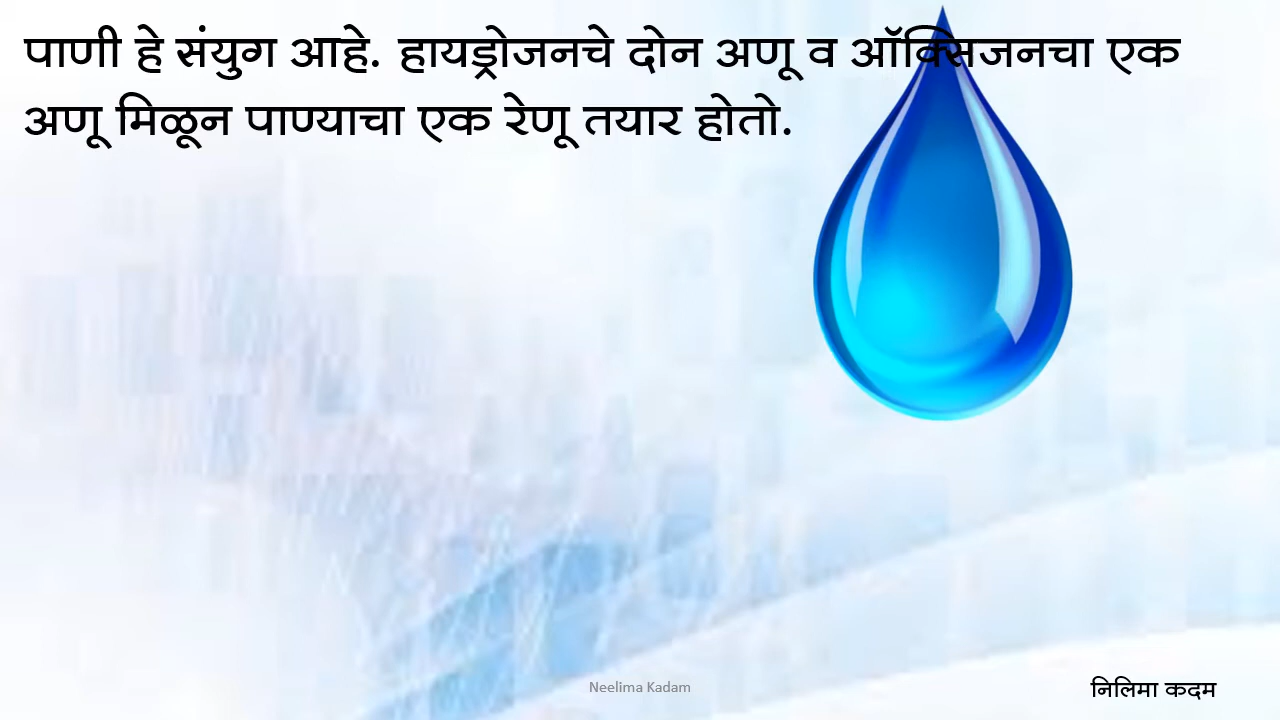 पाणी हे संयुग आहे. हायड्रोजनचे दोन अणू व ऑक्सिजनचा एक
अणू मिळून पाण्याचा एक रेणू तयार होतो.
Neelima Kadam
निलिमा कदम